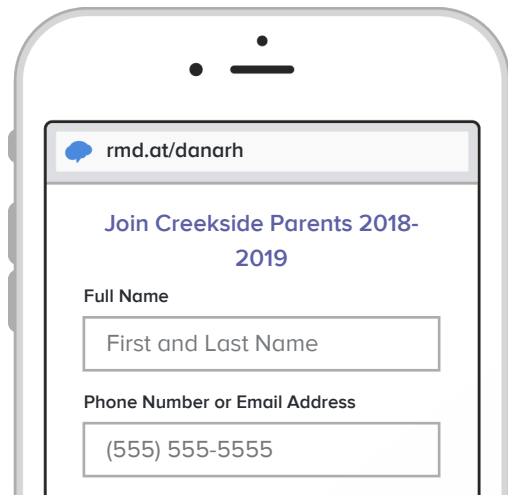 rmd.at/danarh
Join Creekside Parents 2018-
2019
Full Name
First and Last Name
Phone Number or Email Address
(555) 555-5555